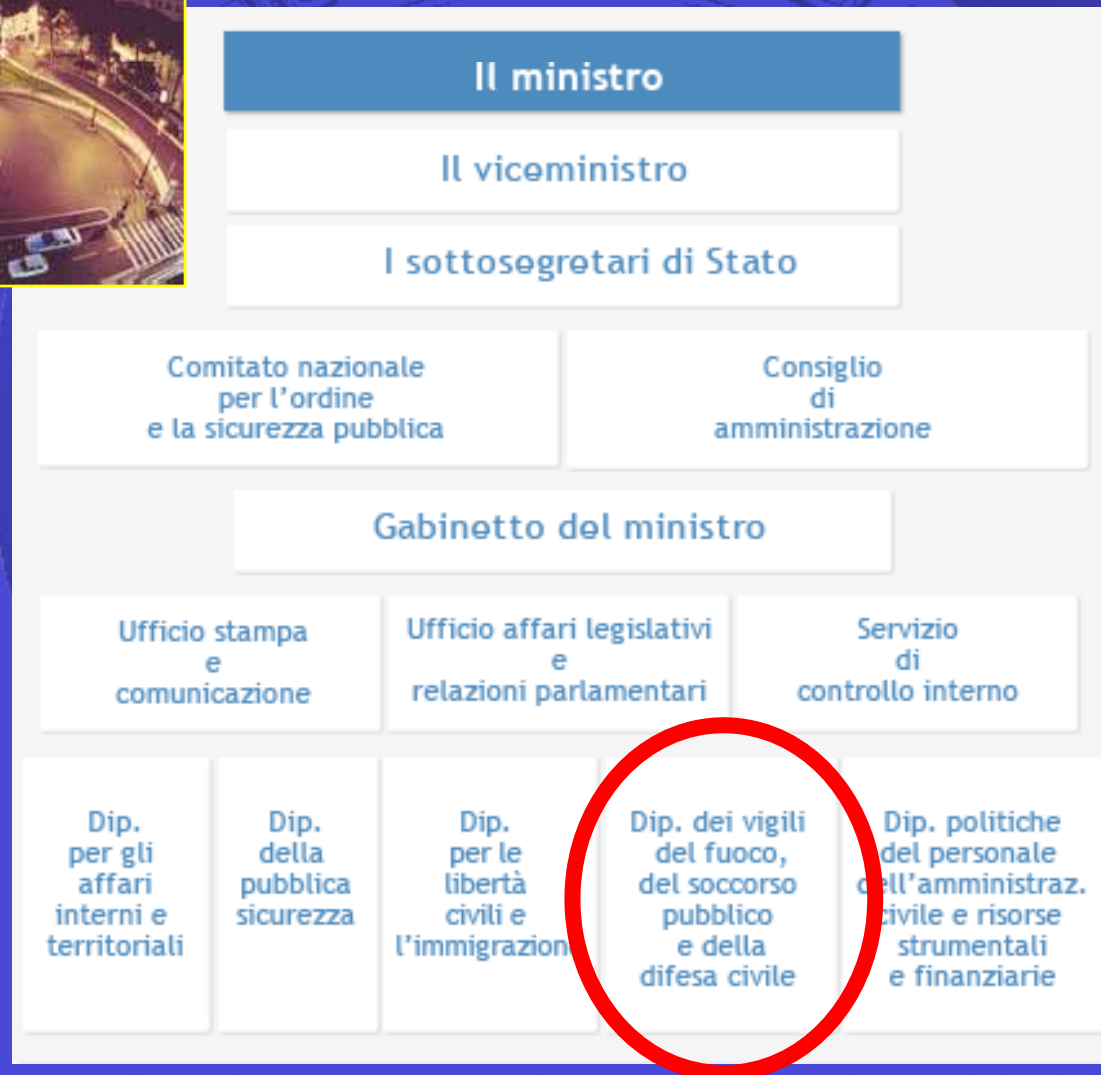 Il ministro
Il viceministro
I sottosegretari di Stato
Comitato nazionale
per l'ordine
e la sicurezza pubblica
Consiglio
di
amministrazione
Gabinetto del ministro
Ufficio stampa
e
comunicazione
Ufficio affari legislativi
e
relazioni parlamentari
Servizio
di
controllo interno
Dip.
per gli
affari
interni e
territoriali
Dip.
della
pubblica
sicurezza
Dip.
per le
libertà
civili e
l'immigrazion
Dip. dei vigili
del fuoco,
del soccorso
pubblico
e della
difesa civile
Dip. politiche
del personale
dell'amministraz.
civile e risorse
strumentali
e finanziarie